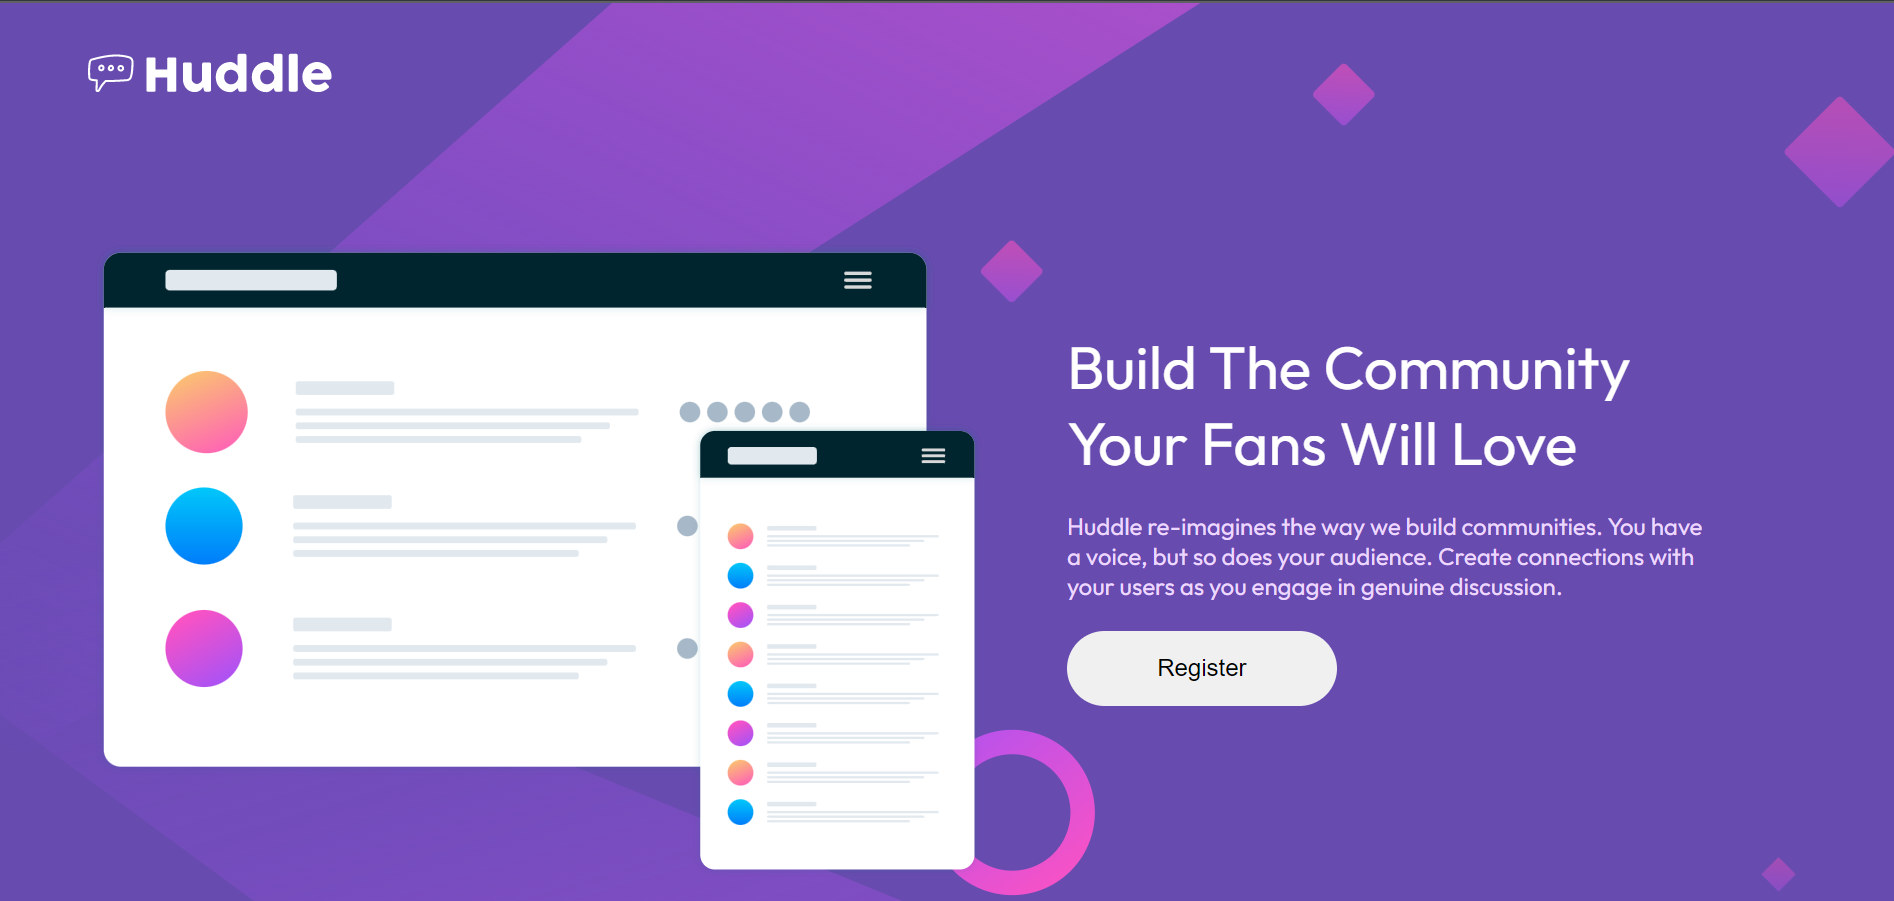 Huddle
Build The Community
Your Fans Will Love
Huddle re-imagines the way we build communities. You have
a voice, but so does your audience. Create connections with
your users as you engage in genuine discussion.
Register